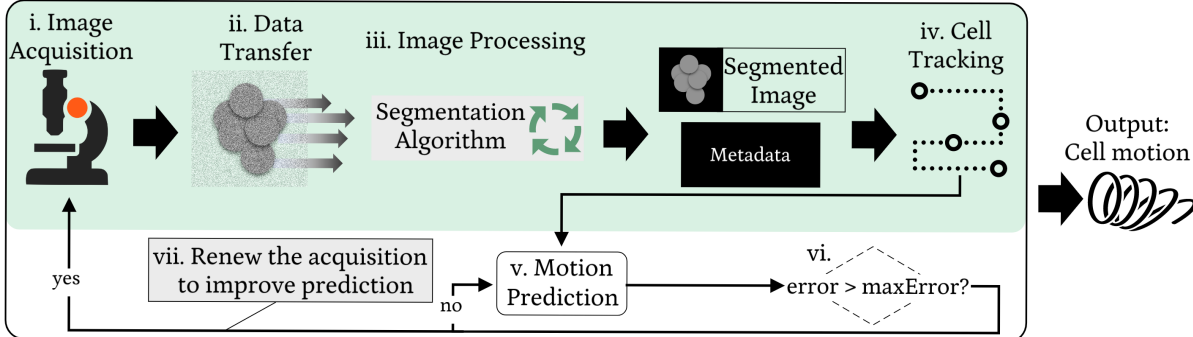 i. Image
Acquisition
ii. Data
Transfer
iii. Image Processing
Segmentation
Algorithm
Segmented
Image
Metadata
iv. Cell
Tracking
Output:
Cell motion
v. Motion
Prediction
vi.
error > maxError?
vii. Renew the acquisition
to improve prediction
yes
no